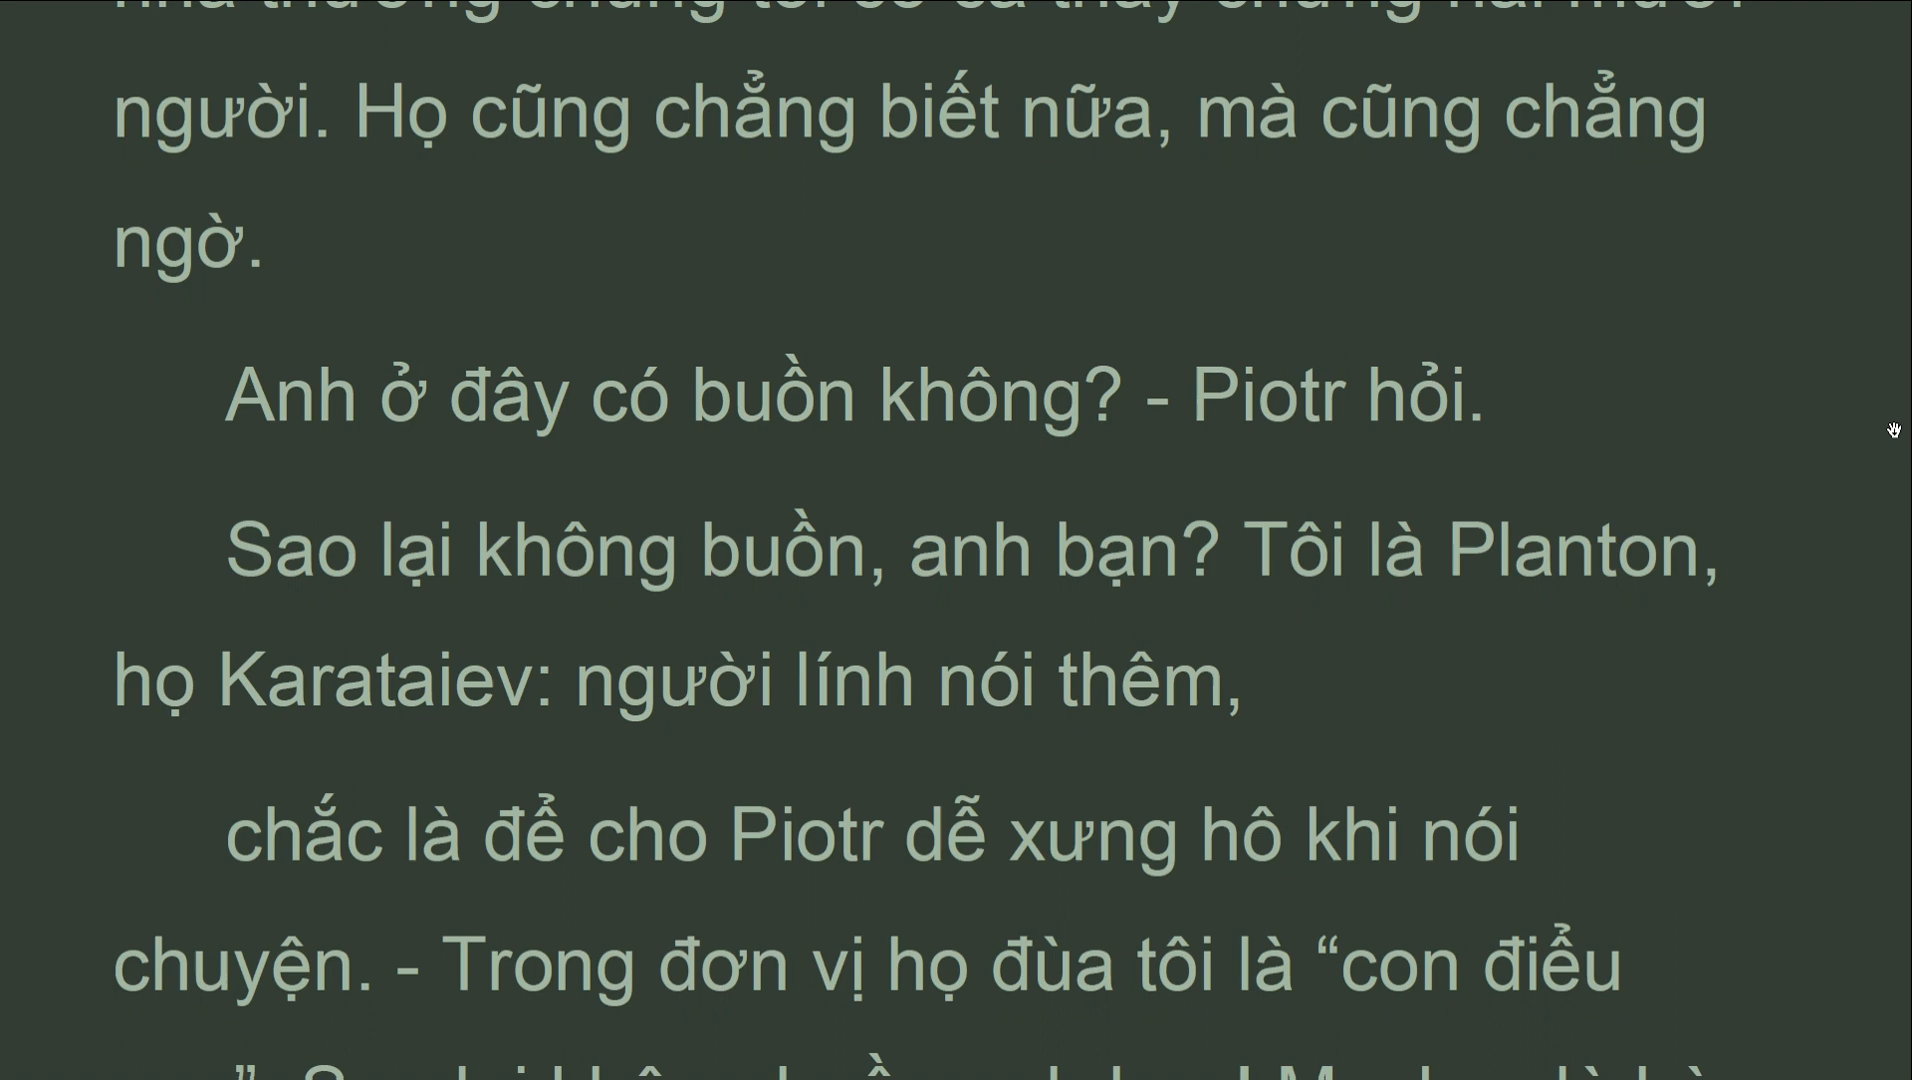 người. Họ cũng chẳng biết nữa, mà cũng chẳng
ngờ.
Anh ở đây có buồn không? - Piotr hỏi.
Sao lại không buồn, anh bạn? Tôi là Planton,
họ Karataiev: người lính nói thêm,
chắc là để cho Piotr dễ xưng hô khi nói
chuyện. - Trong đơn vị họ đùa tôi là “con điểu